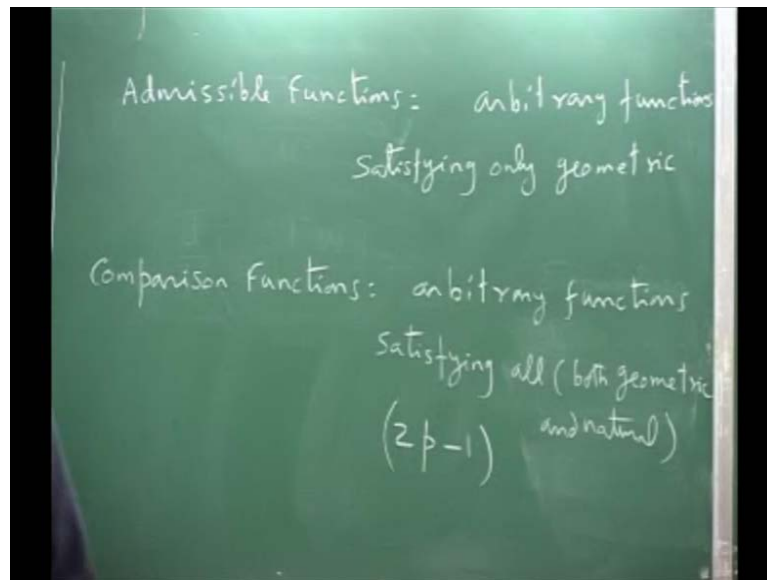 Admissible Functions: arbitrary functions
Satisfying only geometric
Comparison Functions: arbitrary functions
Satisfying all (both geometric
and natural)
(2p-1)